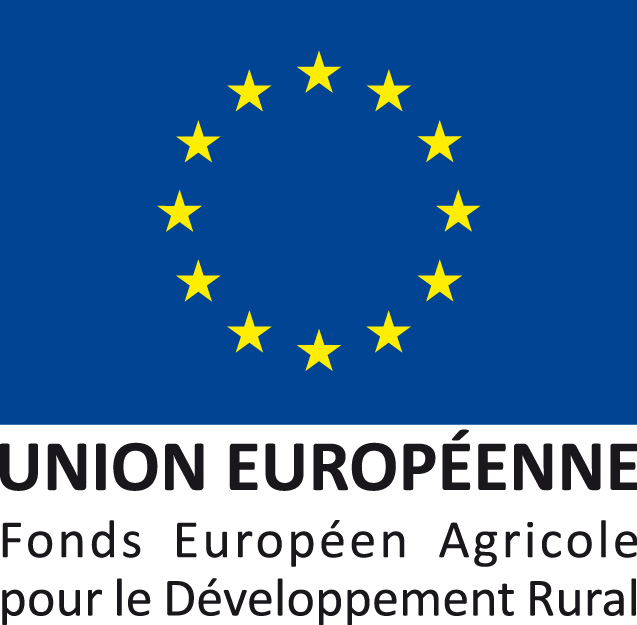 UNION EUROPÉENNE
Fonds Européen Agricole
pour le Développement Rural